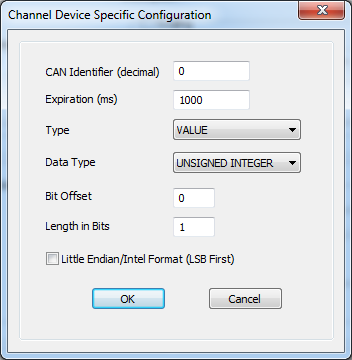 Channel Device Specific Configuration
CAN Identifier (decimal) 0
Expiration (ms) 1000
Type VALUE
Data Type UNSIGNED INTEGER
Bit Offset 0
Length in Bits 1
Little Endian/Intel Format (LSB First)
OK Cancel